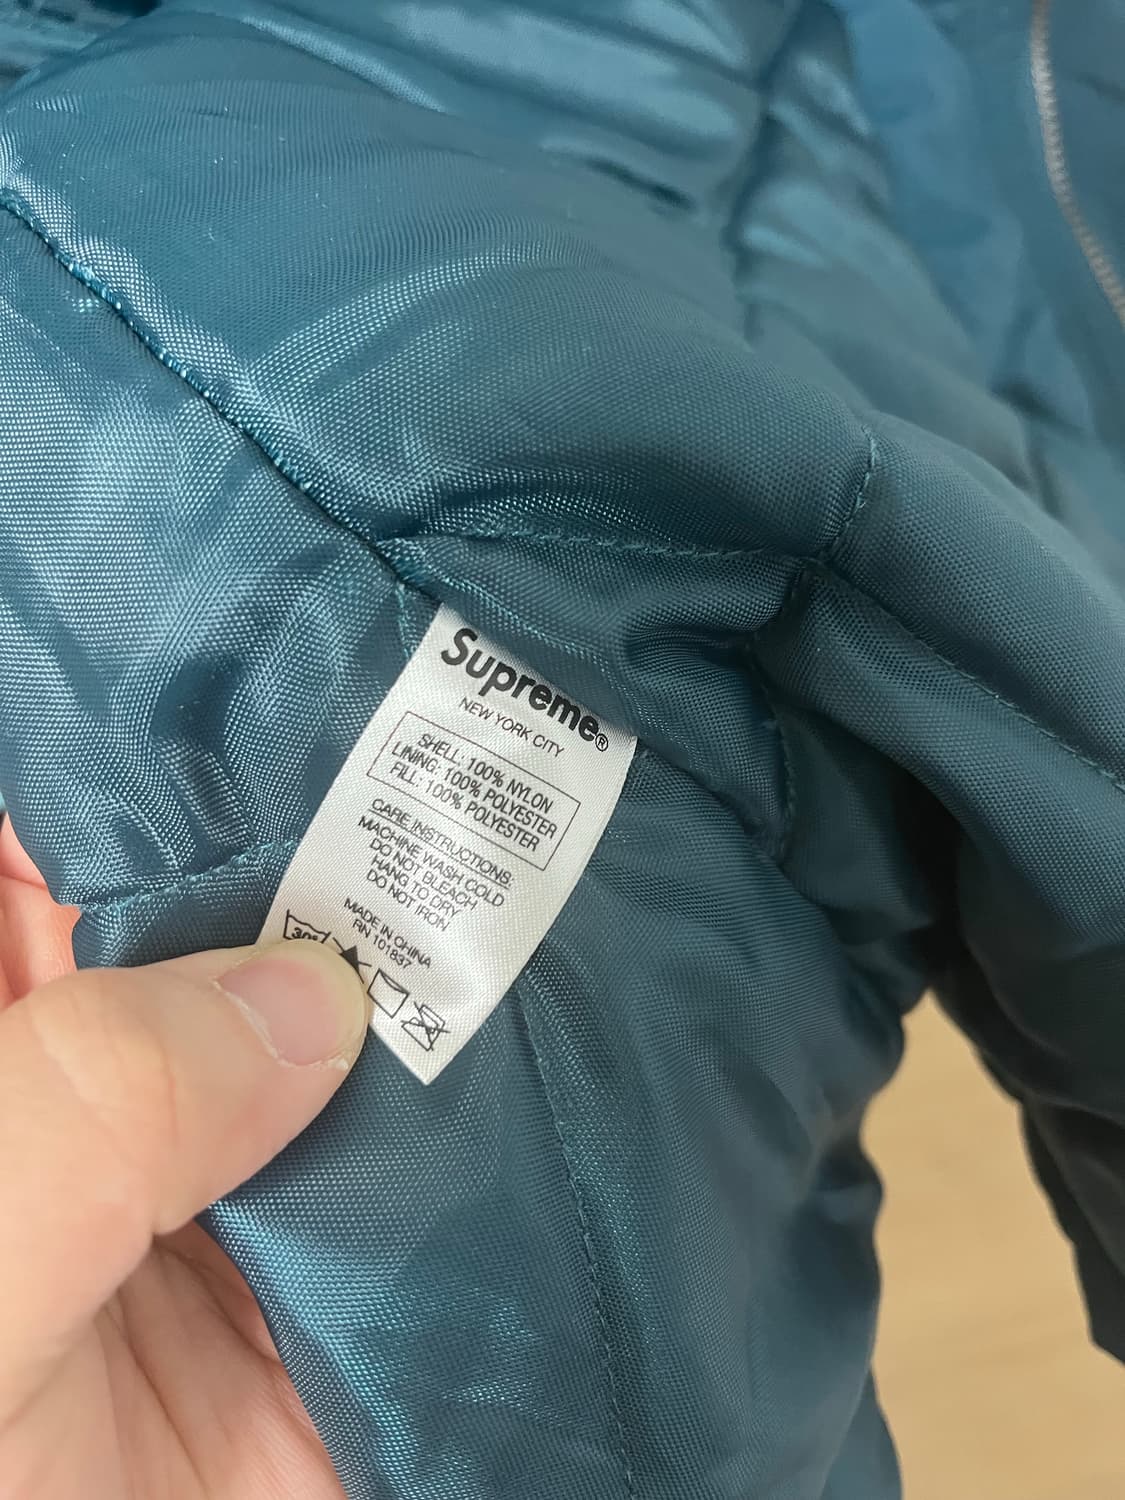 Supreme®
NEW YORK CITY
SHELL: 100% NYLON
LINING: 100% POLYESTER
FILL: 100% POLYESTER
CARE INSTRUCTIONS:
MACHINE WASH COLD
DO NOT BLEACH
HANG TO DRY
DO NOT IRON
MADE IN CHINA
RN 101837
30°